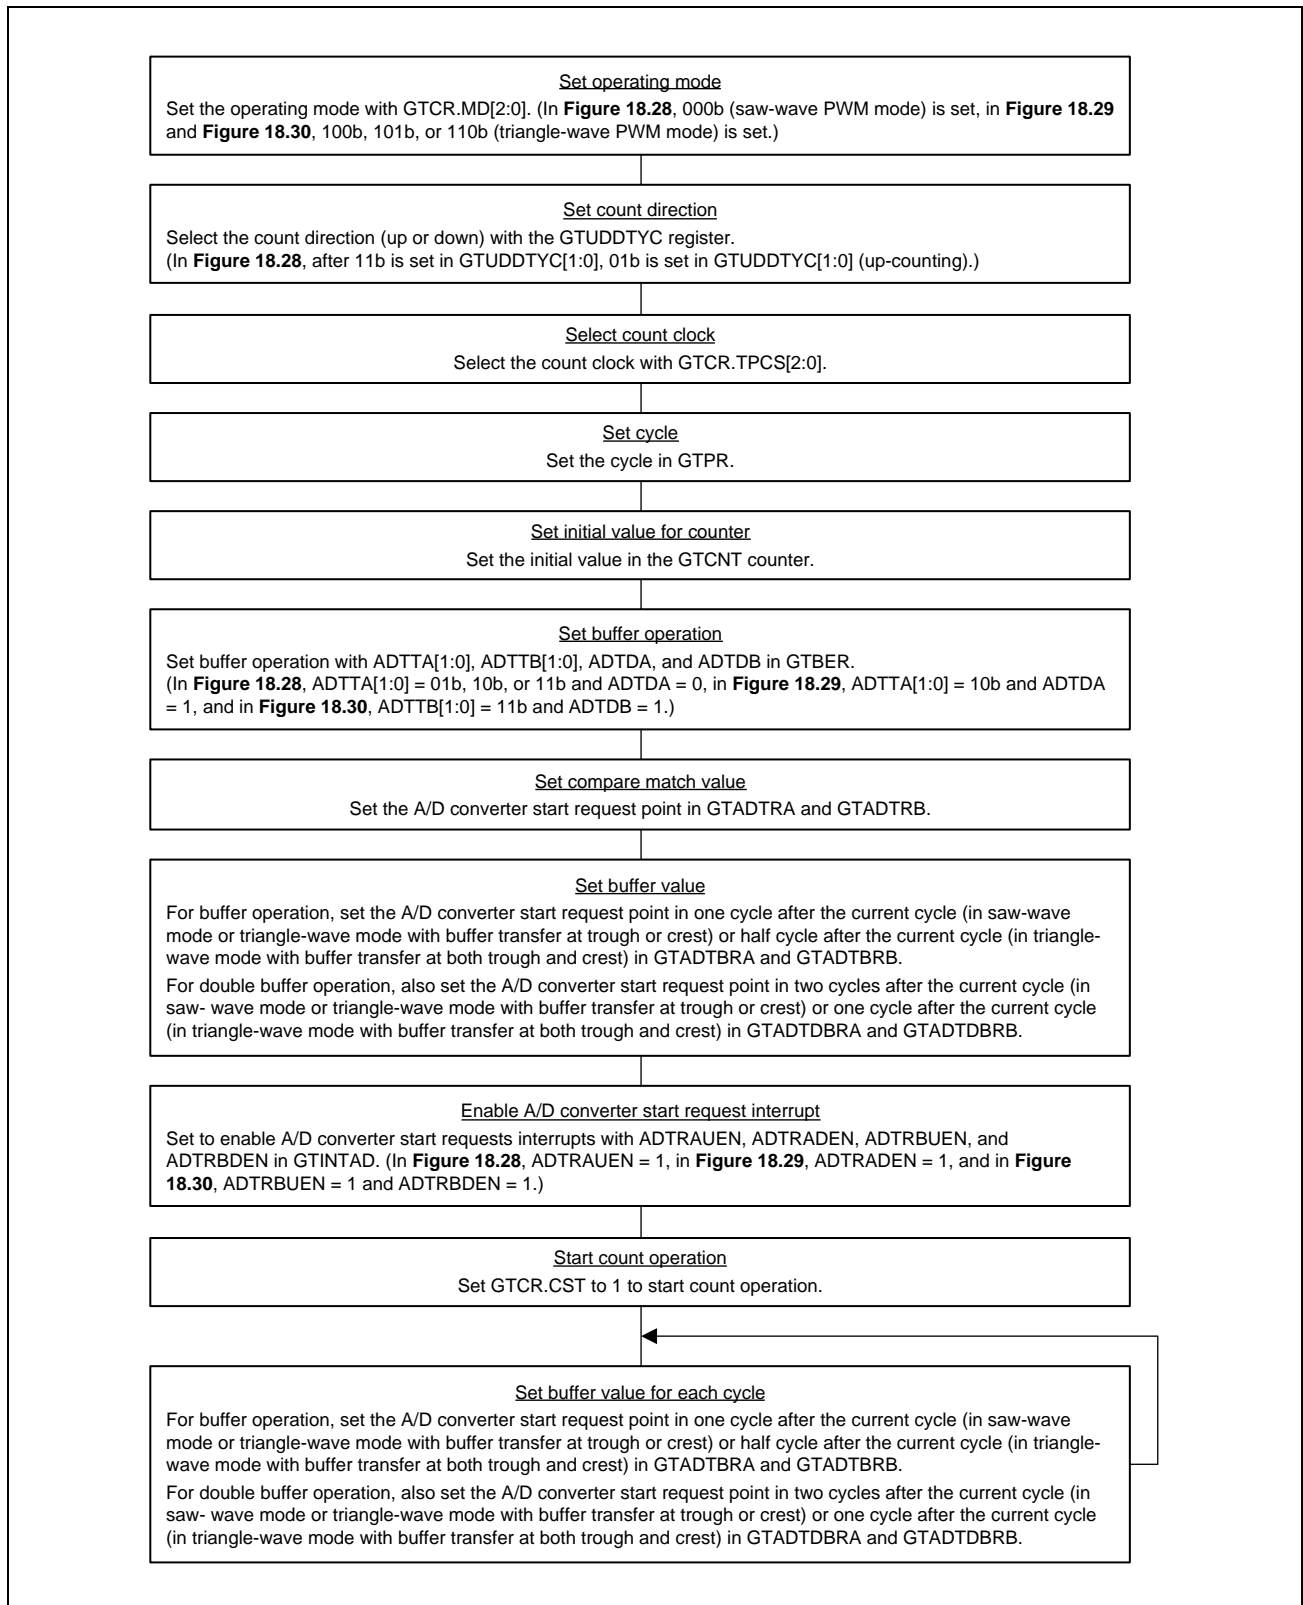 Set operating mode
Set the operating mode with GTCR.MD[2:0]. (In Figure 18.28, 000b (saw-wave PWM mode) is set, in Figure 18.29
and Figure 18.30, 100b, 101b, or 110b (triangle-wave PWM mode) is set.)
Set count direction
Select the count direction (up or down) with the GTUDDTYC register.
(In Figure 18.28, after 11b is set in GTUDDTYC[1:0], 01b is set in GTUDDTYC[1:0] (up-counting).)
Select count clock
Select the count clock with GTCR.TPCS[2:0].
Set cycle
Set the cycle in GTPR.
Set initial value for counter
Set the initial value in the GTCNT counter.
Set buffer operation
Set buffer operation with ADTTA[1:0], ADTTB[1:0], ADTDA, and ADTDB in GTBER.
(In Figure 18.28, ADTTA[1:0] = 01b, 10b, or 11b and ADTDA = 0, in Figure 18.29, ADTTA[1:0] = 10b and ADTDA
= 1, and in Figure 18.30, ADTTB[1:0] = 11b and ADTDB = 1.)
Set compare match value
Set the A/D converter start request point in GTADTRA and GTADTRB.
Set buffer value
For buffer operation, set the A/D converter start request point in one cycle after the current cycle (in saw-wave
mode or triangle-wave mode with buffer transfer at trough or crest) or half cycle after the current cycle (in triangle-
wave mode with buffer transfer at both trough and crest) in GTADTBRA and GTADTBRB.
For double buffer operation, also set the A/D converter start request point in two cycles after the current cycle (in
saw- wave mode or triangle-wave mode with buffer transfer at trough or crest) or one cycle after the current cycle
(in triangle-wave mode with buffer transfer at both trough and crest) in GTADTDBRA and GTADTDBRB.
Enable A/D converter start request interrupt
Set to enable A/D converter start requests interrupts with ADTRAUEN, ADTRADEN, ADTRBUEN, and
ADTRBDEN in GTINTAD. (In Figure 18.28, ADTRAUEN = 1, in Figure 18.29, ADTRADEN = 1, and in Figure
18.30, ADTRBUEN = 1 and ADTRBDEN = 1.)
Start count operation
Set GTCR.CST to 1 to start count operation.
Set buffer value for each cycle
For buffer operation, set the A/D converter start request point in one cycle after the current cycle (in saw-wave
mode or triangle-wave mode with buffer transfer at trough or crest) or half cycle after the current cycle (in triangle-
wave mode with buffer transfer at both trough and crest) in GTADTBRA and GTADTBRB.
For double buffer operation, also set the A/D converter start request point in two cycles after the current cycle (in
saw- wave mode or triangle-wave mode with buffer transfer at trough or crest) or one cycle after the current cycle
(in triangle-wave mode with buffer transfer at both trough and crest) in GTADTDBRA and GTADTDBRB.